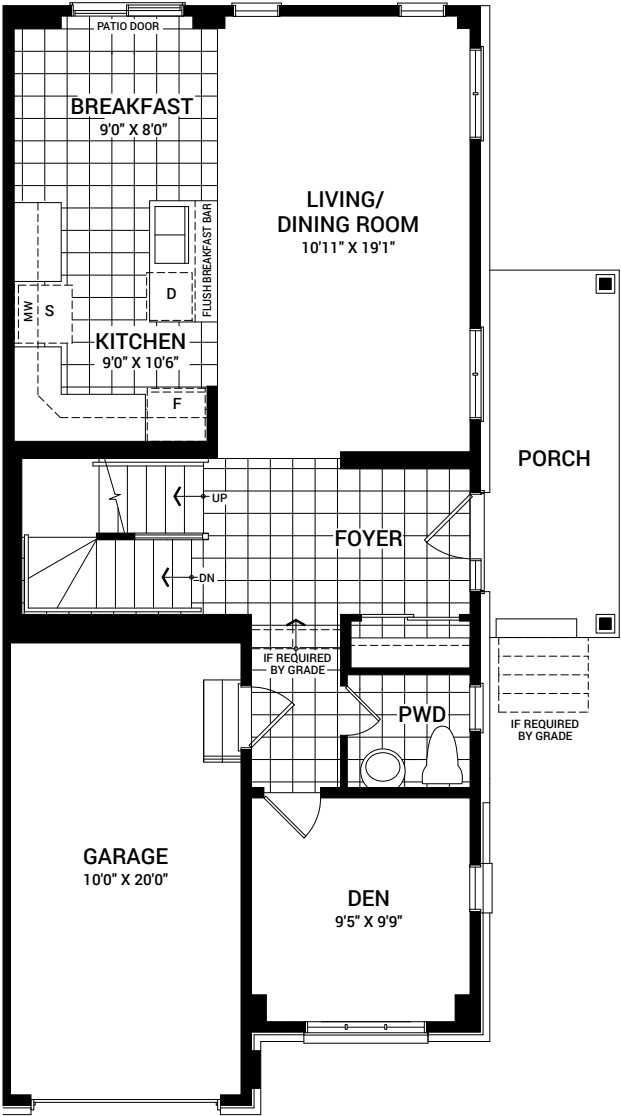 PATIO DOOR
BREAKFAST
9'0" X 8'0"
LIVING/
DINING ROOM
10'11" X 19'1"
FLUSH BREAKFAST BAR
MW
S
D
KITCHEN
9'0" X 10'6"
F
PORCH
UP
FOYER
DN
IF REQUIRED
BY GRADE
PWD
IF REQUIRED
BY GRADE
GARAGE
10'0" X 20'0"
DEN
9'5" X 9'9"